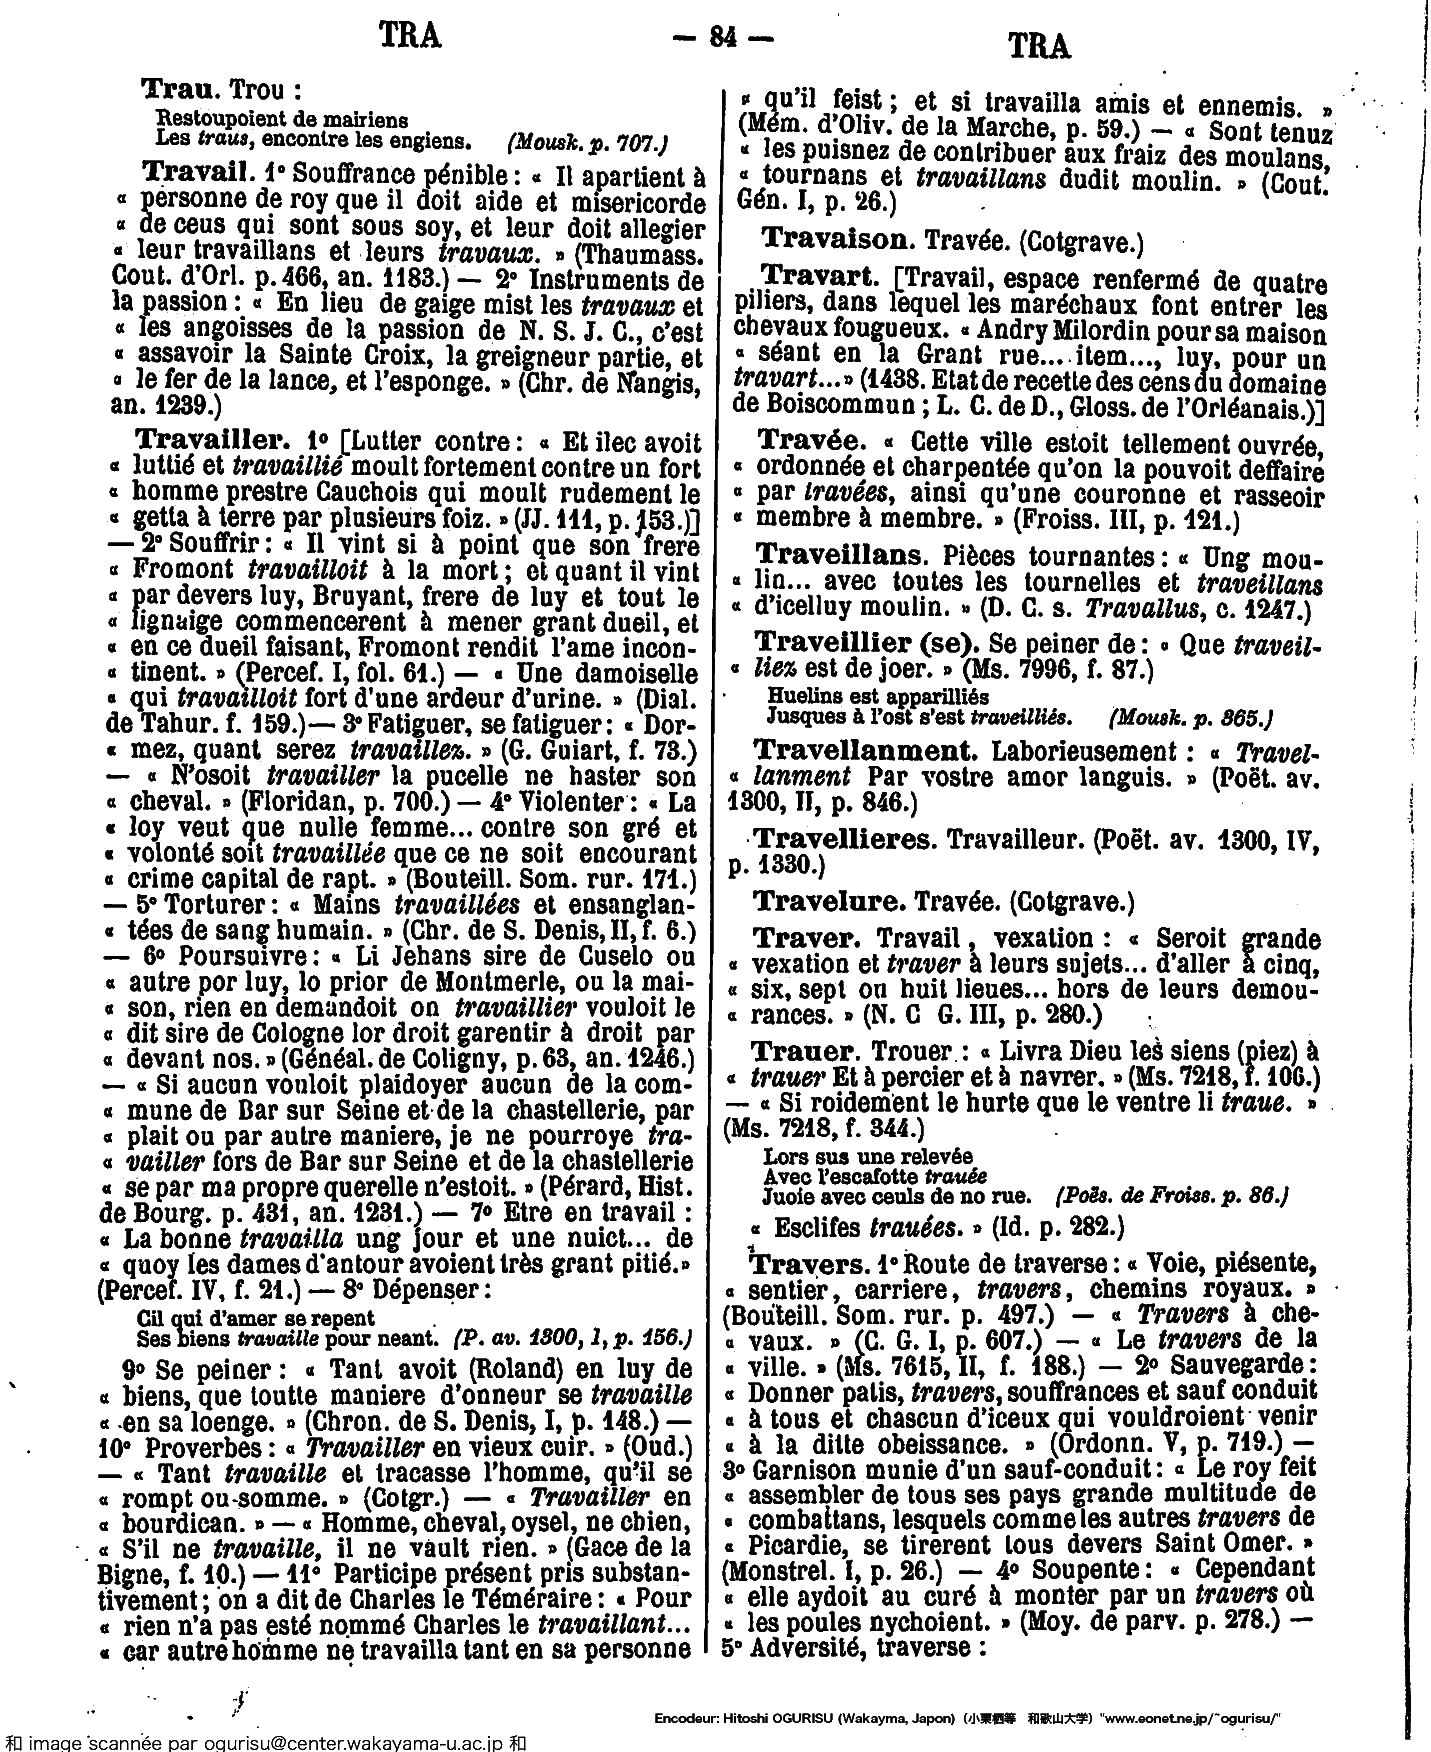 TRA
— 84 —
TRA
Trau. Trou :
Restoupoient de mairiens
Les traus, encontre les engiens. (Mousk. p. 707.)
Travail. 1° Souffrance pénible : « Il apartient à
« personne de roy que il doit aide et misericorde
« de ceus qui sont sous soy, et leur doit allegier
« leur travaillans et leurs travaux. » (Thaumass.
Cout. d'Orl. p. 466, an. 1183.) — 2° Instruments de
la passion : « En lieu de gaige mist les travaux et
« les angoisses de la passion de N. S. J. C., c'est
« assavoir la Sainte Croix, la greigneur partie, et
« le fer de la lance, et l'esponge. » (Chr. de Nangis,
an. 1239.)
Travailler. 1° [Lutter contre : « Et ilec avoit
« luttié et travaillié moult fortement contre un fort
« homme prestre Cauchois qui moult rudement le
« getta à terre par plusieurs foiz. » (JJ. 111, p. 153.)]
— 2° Souffrir : « Il vint si à point que son frere
« Fromont travailloit à la mort ; et quant il vint
« par devers luy, Bruyant, frere de luy et tout le
« lignaige commencerent à mener grant dueil, et
« en ce dueil faisant, Fromont rendit l'ame incon-
« tinent. » (Percef. I, fol. 61.) — « Une damoiselle
« qui travailloit fort d'une ardeur d'urine. » (Dial.
de Tahur. f. 159.) — 3° Fatiguer, se fatiguer : « Dor-
« mez, quant serez travaillez. » (G. Guiart, f. 73.)
— « N'osoit travailler la pucelle ne haster son
« cheval. » (Floridan, p. 700.) — 4° Violenter : « La
« loy veut que nulle femme... contre son gré et
« volonté soit travaillée que ce ne soit encourant
« crime capital de rapt. » (Bouteill. Som. rur. 171.)
— 5° Torturer : « Mains travaillées et ensanglan-
« tées de sang humain. » (Chr. de S. Denis, II, f. 6.)
— 6° Poursuivre : « Li Jehans sire de Cuselo ou
« autre por luy, lo prior de Montmerle, ou la mai-
« son, rien en demandoit on travaillier vouloit le
« dit sire de Cologne lor droit garentir à droit par
« devant nos. » (Généal. de Coligny, p. 63, an. 1246.)
— « Si aucun vouloit plaidoyer aucun de la com-
« mune de Bar sur Seine et de la chastellerie, par
« plait ou par autre maniere, je ne pourroye tra-
« vailler fors de Bar sur Seine et de la chastellerie
« se par ma propre querelle n'estoit. » (Pérard, Hist.
de Bourg. p. 431, an. 1231.) — 7° Etre en travail :
« La bonne travailla ung jour et une nuict... de
« quoy les dames d'antour avoient très grant pitié. »
(Percef. IV, f. 21.) — 8° Dépenser :
Cil qui d'amer se repent
Ses biens travaille pour neant. (P. av. 1300, 1, p. 156.)
9° Se peiner : « Tant avoit (Roland) en luy de
« biens, que toutte maniere d'onneur se travaille
« en sa loenge. » (Chron. de S. Denis, I, p. 148.) —
10° Proverbes : « Travailler en vieux cuir. » (Oud.)
— « Tant travaille et tracasse l'homme, qu'il se
« rompt ou somme. » (Cotgr.) — « Travailler en
« bourdican. » — « Homme, cheval, oysel, ne chien,
« S'il ne travaille, il ne vault rien. » (Gace de la
Bigne, f. 10.) — 11° Participe présent pris substan-
tivement ; on a dit de Charles le Téméraire : « Pour
« rien n'a pas esté nommé Charles le travaillant...
« car autre homme ne travailla tant en sa personne
« qu'il feist ; et si travailla amis et ennemis. »
(Mém. d'Oliv. de la Marche, p. 59.) — « Sont tenuz
« les puisnez de contribuer aux fraiz des moulans,
« tournans et travaillans dudit moulin. » (Cout.
Gén. I, p. 26.)
Travaison. Travée. (Cotgrave.)
Travart. [Travail, espace renfermé de quatre
piliers, dans lequel les maréchaux font entrer les
chevaux fougueux. « Andry Milordin pour sa maison
« séant en la Grant rue... item..., luy, pour un
travart...» (1438. Etat de recette des cens du domaine
de Boiscommun ; L. C. de D., Gloss. de l'Orléanais.)]
Travée. « Cette ville estoit tellement ouvrée,
« ordonnée et charpentée qu'on la pouvoit deffaire
« par travées, ainsi qu'une couronne et rasseoir
« membre à membre. » (Froiss. III, p. 121.)
Traveillans. Pièces tournantes : « Ung mou-
« lin... avec toutes les tournelles et traveillans
« d'icelluy moulin. » (D. C. s. Travallus, c. 1247.)
Traveillier (se). Se peiner de : « Que traveil-
« liez est de joer. » (Ms. 7996, f. 87.)
Huelins est apparilliés
Jusques à l'ost s'est traveilliés. (Mousk. p. 865.)
Travellanment. Laborieusement : « Travel-
« lanment Par vostre amor languis. » (Poët. av.
1300, II, p. 846.)
Travellieres. Travailleur. (Poët. av. 1300, IV,
p. 1330.)
Travelure. Travée. (Cotgrave.)
Traver. Travail, vexation : « Seroit grande
« vexation et traver à leurs sujets... d'aller à cinq,
« six, sept ou huit lieues... hors de leurs demou-
« rances. » (N. C G. III, p. 280.)
Trauer. Trouer : « Livra Dieu les siens (piez) à
« trauer Et à percier et à navrer. » (Ms. 7218, f. 106.)
— « Si roidement le hurte que le ventre li traue. »
(Ms. 7218, f. 344.)
Lors sus une relevée
Avec l'escafotte trauée
Juoie avec ceuls de no rue. (Poës. de Froiss. p. 86.)
« Esclifes trauées. » (Id. p. 282.)
Travers. 1° Route de traverse : « Voie, piésente,
« sentier, carriere, travers, chemins royaux. »
(Bouteill. Som. rur. p. 497.) — « Travers à che-
« vaux. » (C. G. I, p. 607.) — « Le travers de la
« ville. » (Ms. 7615, II, f. 188.) — 2° Sauvegarde :
« Donner patis, travers, souffrances et sauf conduit
« à tous et chascun d'iceux qui vouldroient venir
« à la ditte obeissance. » (Ordonn. V, p. 719.) —
3° Garnison munie d'un sauf-conduit : « Le roy feit
« assembler de tous ses pays grande multitude de
« combattans, lesquels comme les autres travers de
« Picardie, se tirerent tous devers Saint Omer. »
(Monstrel. I, p. 26.) — 4° Soupente : « Cependant
« elle aydoit au curé à monter par un travers où
« les poules nychoient. » (Moy. de parv. p. 278.) —
5° Adversité, traverse :
Encodeur: Hitoshi OGURISU (Wakayma, Japon) (小栗栖等 和歌山大学) "www.eonet.ne.jp/~ogurisu/"
和 image scannée par ogurisu@center.wakayama-u.ac.jp 和